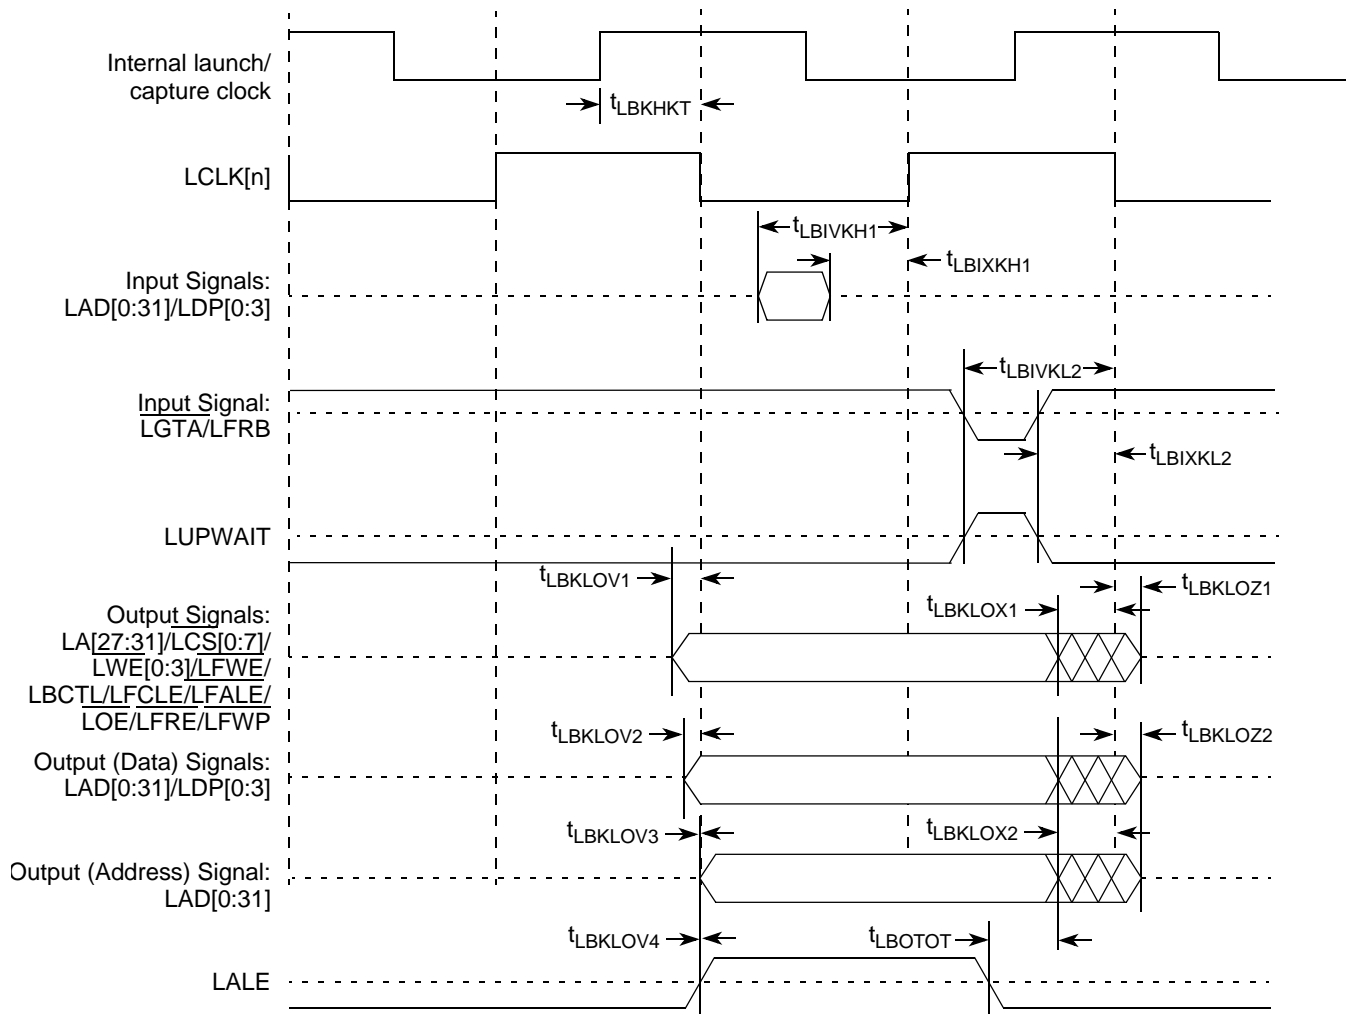 Internal launch/
capture clock
tLBKHKT
LCLK[n]
tLBIVKH1
tLBIXKH1
Input Signals:
LAD[0:31]/LDP[0:3]
tLBIVKL2
Input Signal:
LGTA/LFRB
tLBIXKL2
LUPWAIT
tLBKLOV1
tLBKLOZ1
tLBKLOX1
Output Signals:
LA[27:31]/LCS[0:7]/
LWE[0:3]/LFWE/
LBCTL/LFCLE/LFALE/
LOE/LFRE/LFWP
tLBKLOV2
tLBKLOZ2
Output (Data) Signals:
LAD[0:31]/LDP[0:3]
tLBKLOV3
tLBKLOX2
Output (Address) Signal:
LAD[0:31]
tLBKLOV4
tLBOTOT
LALE